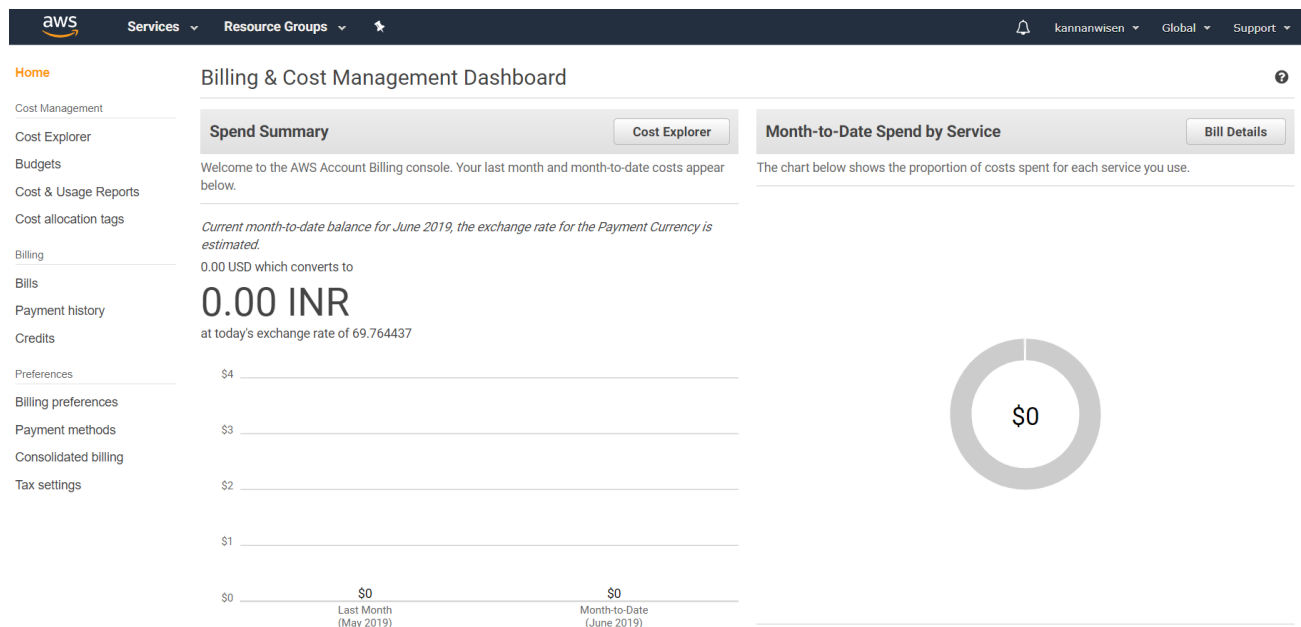 aws
Services
Resource Groups
kannanwisen
Global
Support
Home
Cost Management
Cost Explorer
Budgets
Cost & Usage Reports
Cost allocation tags
Billing
Bills
Payment history
Credits
Preferences
Billing preferences
Payment methods
Consolidated billing
Tax settings
Billing & Cost Management Dashboard
?
Spend Summary
Cost Explorer
Welcome to the AWS Account Billing console. Your last month and month-to-date costs appear
below.
Current month-to-date balance for June 2019, the exchange rate for the Payment Currency is
estimated.
0.00 USD which converts to
0.00 INR
at today's exchange rate of 69.764437
$4
$3
$2
$1
$0
$0
$0
Last Month
(May 2019)
Month-to-Date
(June 2019)
Month-to-Date Spend by Service
Bill Details
The chart below shows the proportion of costs spent for each service you use.
$0